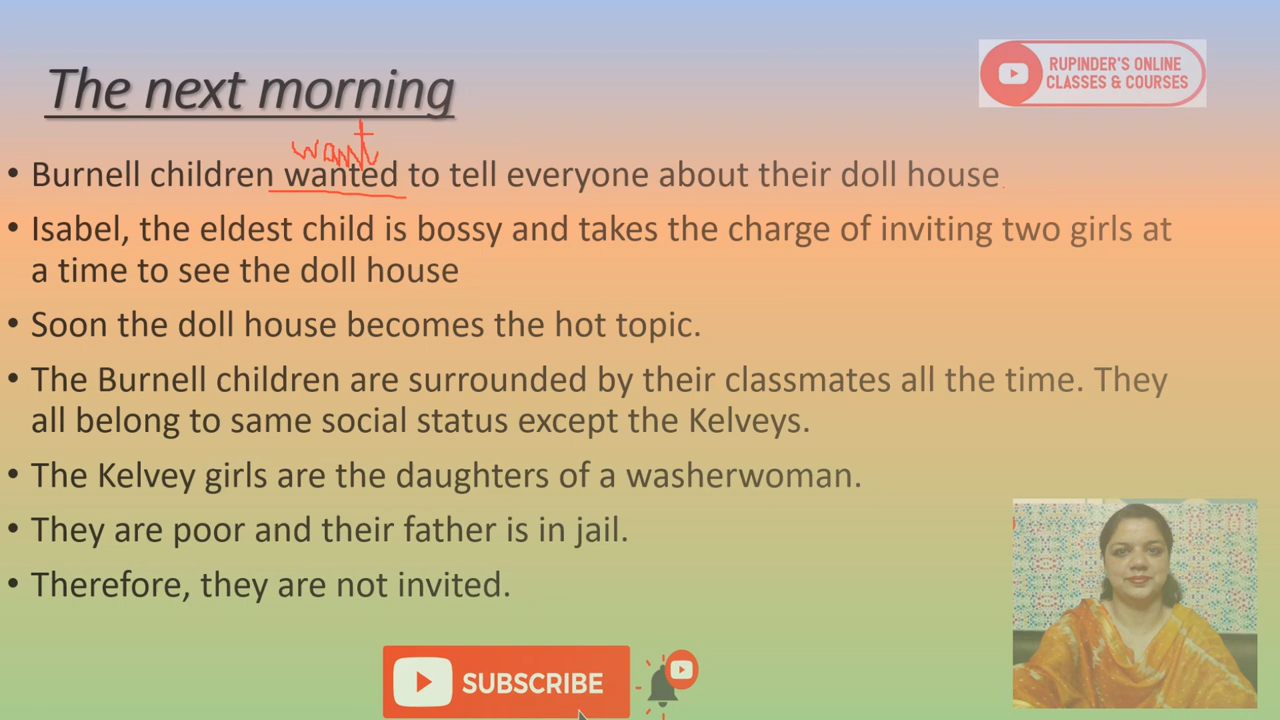 The next morning
RUPINDER'S ONLINE
CLASSES & COURSES
want
• Burnell children wanted to tell everyone about their doll house.
• Isabel, the eldest child is bossy and takes the charge of inviting two girls at
a time to see the doll house
• Soon the doll house becomes the hot topic.
• The Burnell children are surrounded by their classmates all the time. They
all belong to same social status except the Kelveys.
• The Kelvey girls are the daughters of a washerwoman.
• They are poor and their father is in jail.
• Therefore, they are not invited.
SUBSCRIBE